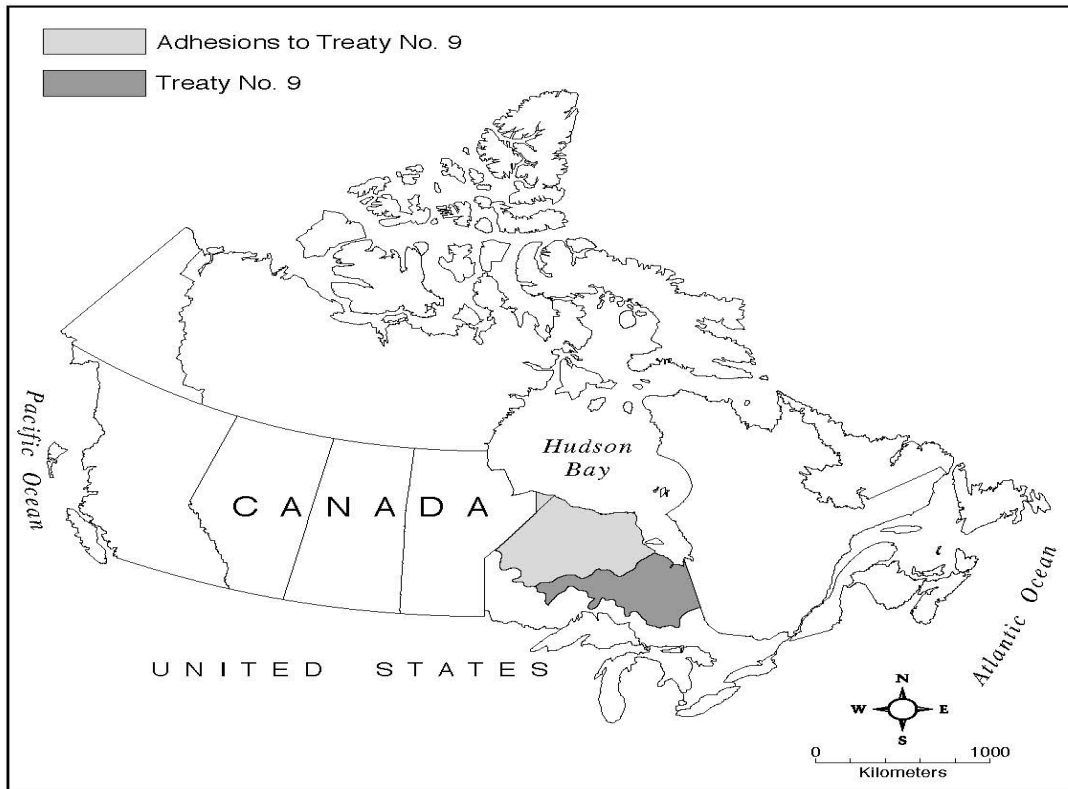 Adhesions to Treaty No. 9
Treaty No. 9
Pacific Ocean
Hudson
Bay
CANADA
UNITED STATES
Atlantic Ocean
N
W E
S
0 1000
Kilometers